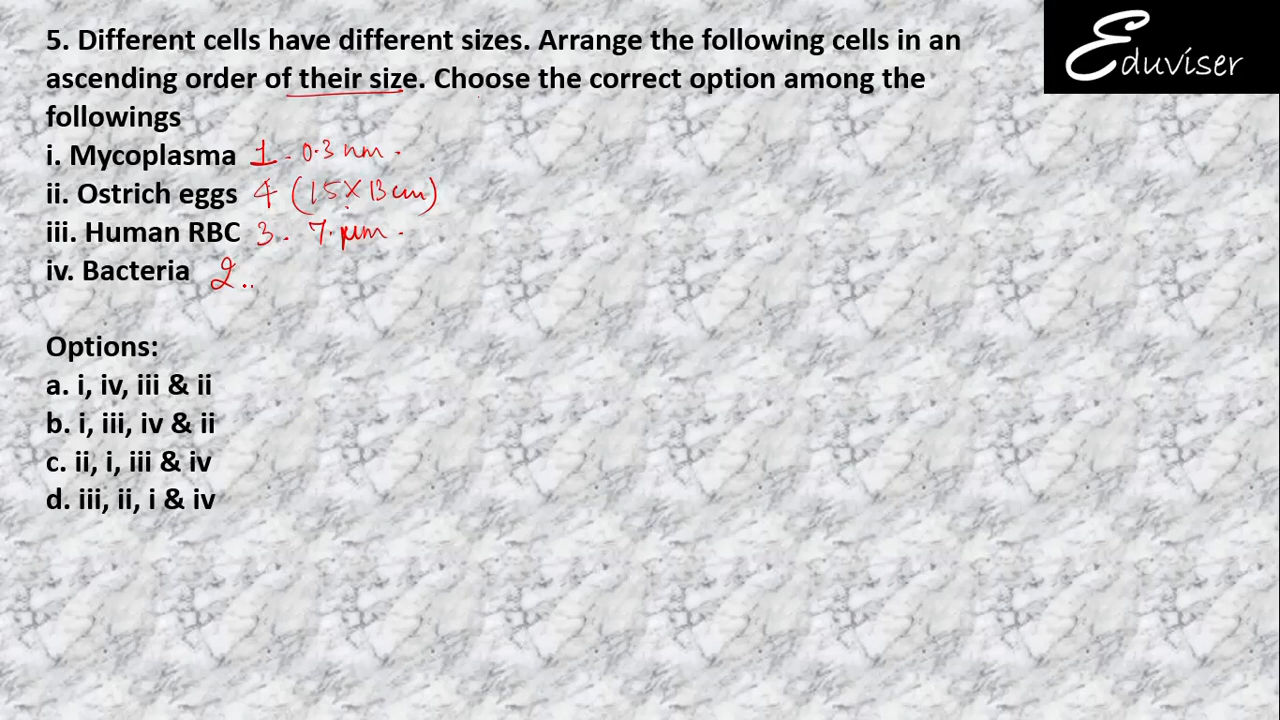 5. Different cells have different sizes. Arrange the following cells in an
ascending order of their size. Choose the correct option among the
followings
i. Mycoplasma 1. 0.3 nm.
ii. Ostrich eggs 4 (15 X 13 cm)
iii. Human RBC 3. 7. µm.
iv. Bacteria 2..
Options:
a. i, iv, iii & ii
b. i, iii, iv & ii
c. ii, i, iii & iv
d. iii, ii, i & iv
Eduviser